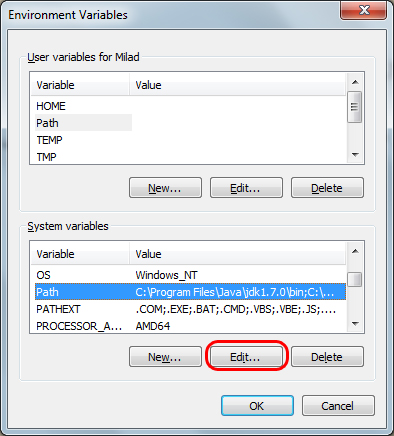 Environment Variables
User variables for Milad
Variable Value
HOME
Path
TEMP
TMP
New... Edit... Delete
System variables
Variable Value
OS Windows_NT
Path C:\Program Files\Java\jdk1.7.0\bin;C:\...
PATHEXT .COM;.EXE;.BAT;.CMD;.VBS;.VBE;.JS;....
PROCESSOR_A... AMD64
New... Edit... Delete
OK Cancel